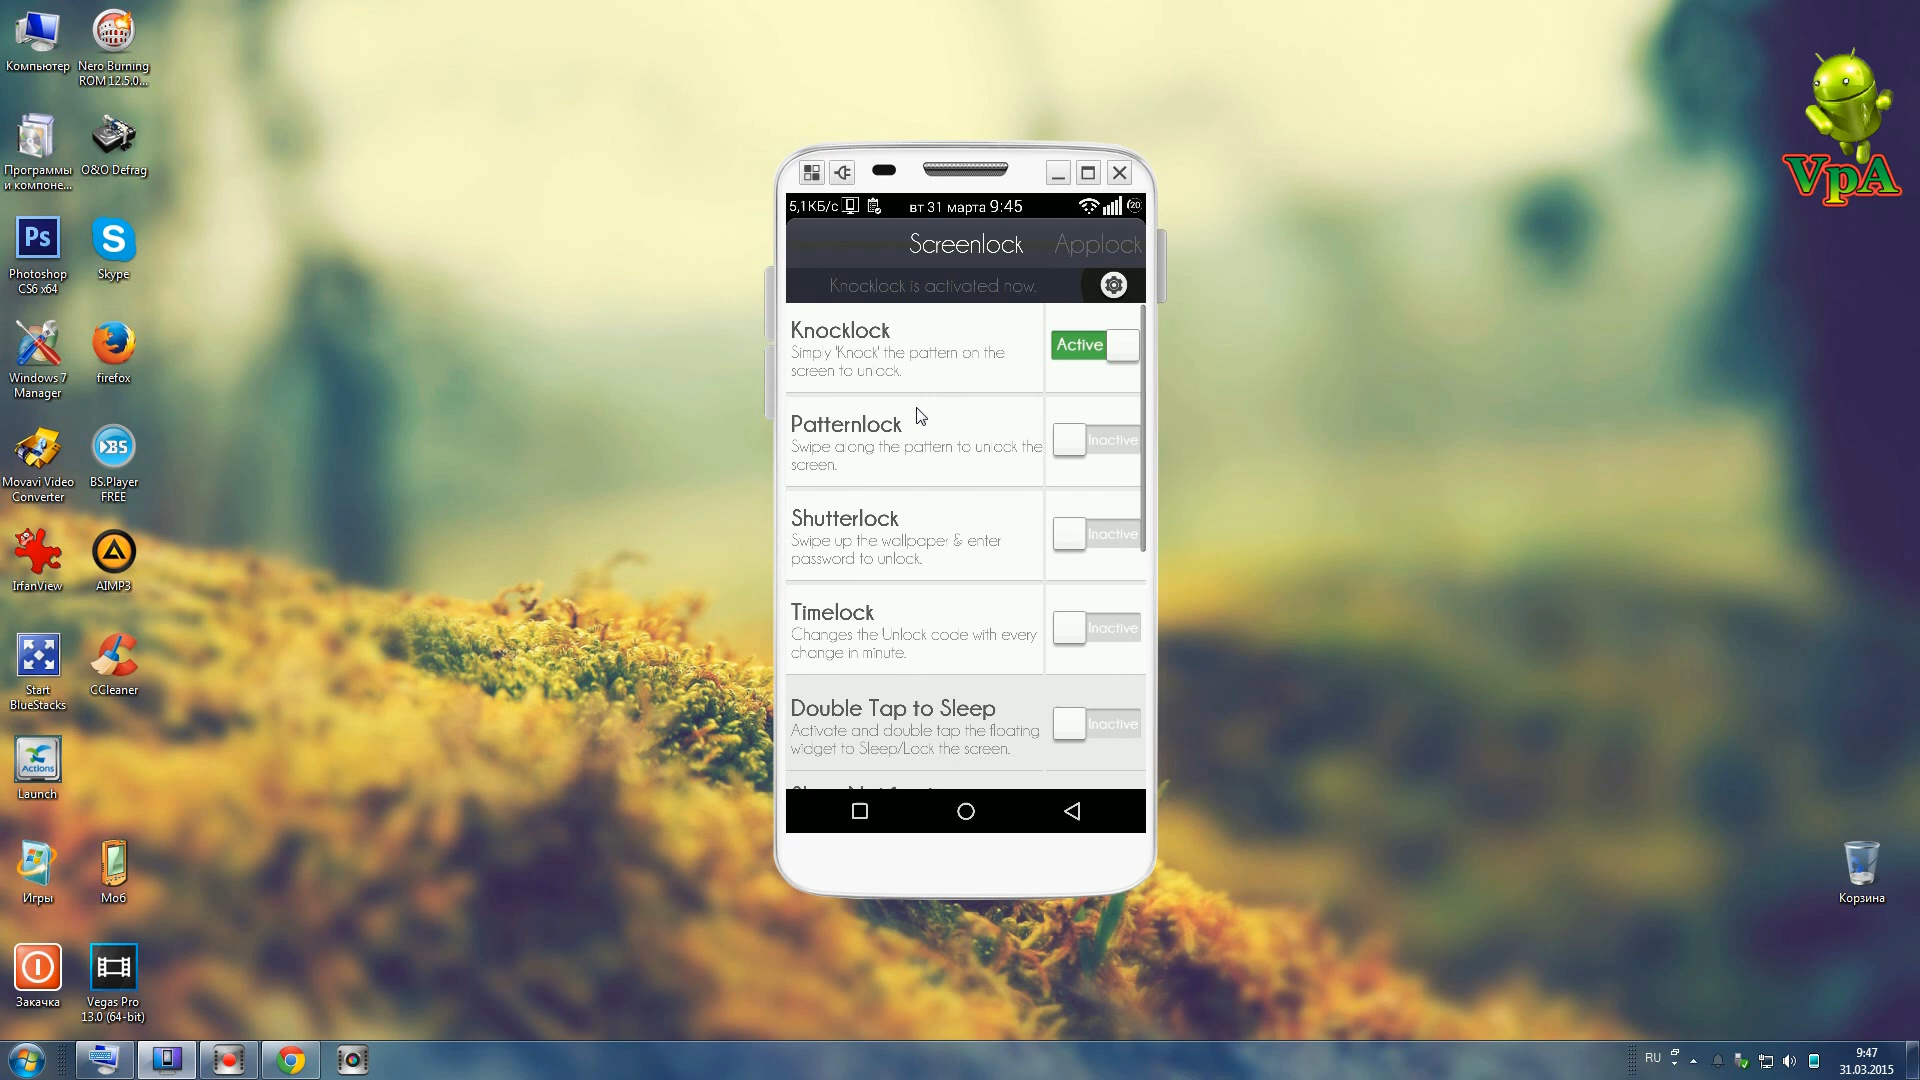 Компьютер
Nero Burning
ROM 12.5.0...
Программы
и компоне...
O&O Defrag
Ps
Photoshop
CS6 x64
S
Skype
Windows 7
Manager
firefox
Movavi Video
Converter
BS
BS.Player
FREE
IrfanView
AIMP3
Start
BlueStacks
CCleaner
Actions
Launch
Игры
Моб
Закачка
Vegas Pro
13.0 (64-bit)
VpA
Корзина
5,1КБ/с
вт 31 марта 9:45
20
Screenlock
Applock
Knocklock is activated now.
Knocklock
Simply 'Knock' the pattern on the
screen to unlock.
Active
Patternlock
Swipe along the pattern to unlock the
screen.
Inactive
Shutterlock
Swipe up the wallpaper & enter
password to unlock.
Inactive
Timelock
Changes the Unlock code with every
change in minute.
Inactive
Double Tap to Sleep
Activate and double tap the floating
widget to Sleep/Lock the screen.
Inactive
RU
9:47
31.03.2015